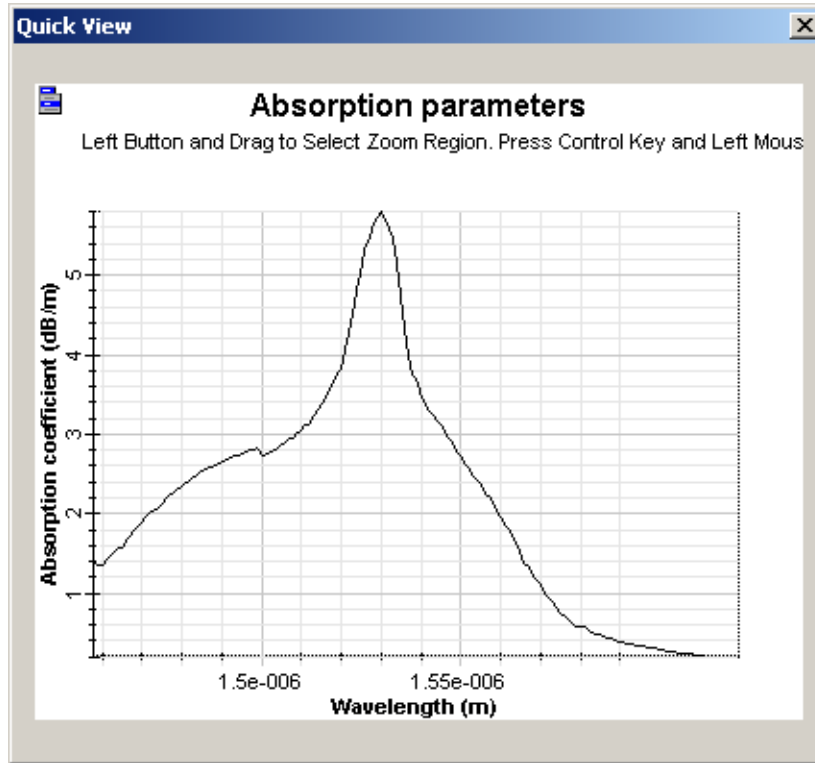 Quick View
Absorption parameters
Left Button and Drag to Select Zoom Region. Press Control Key and Left Mous
Absorption coefficient (dB/m)
5
4
3
2
1
1.5e-006 1.55e-006
Wavelength (m)